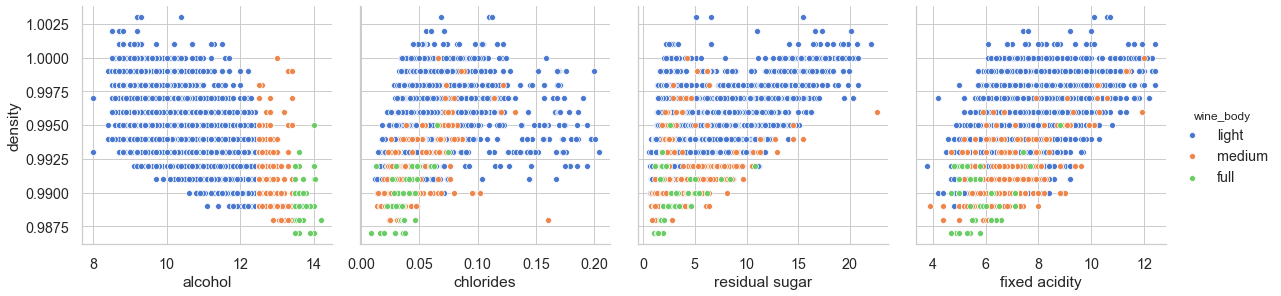 density
1.0025
1.0000
0.9975
0.9950
0.9925
0.9900
0.9875
8 10 12 14
alcohol
0.00 0.05 0.10 0.15 0.20
chlorides
0 5 10 15 20
residual sugar
4 6 8 10 12
fixed acidity
wine_body
light
medium
full